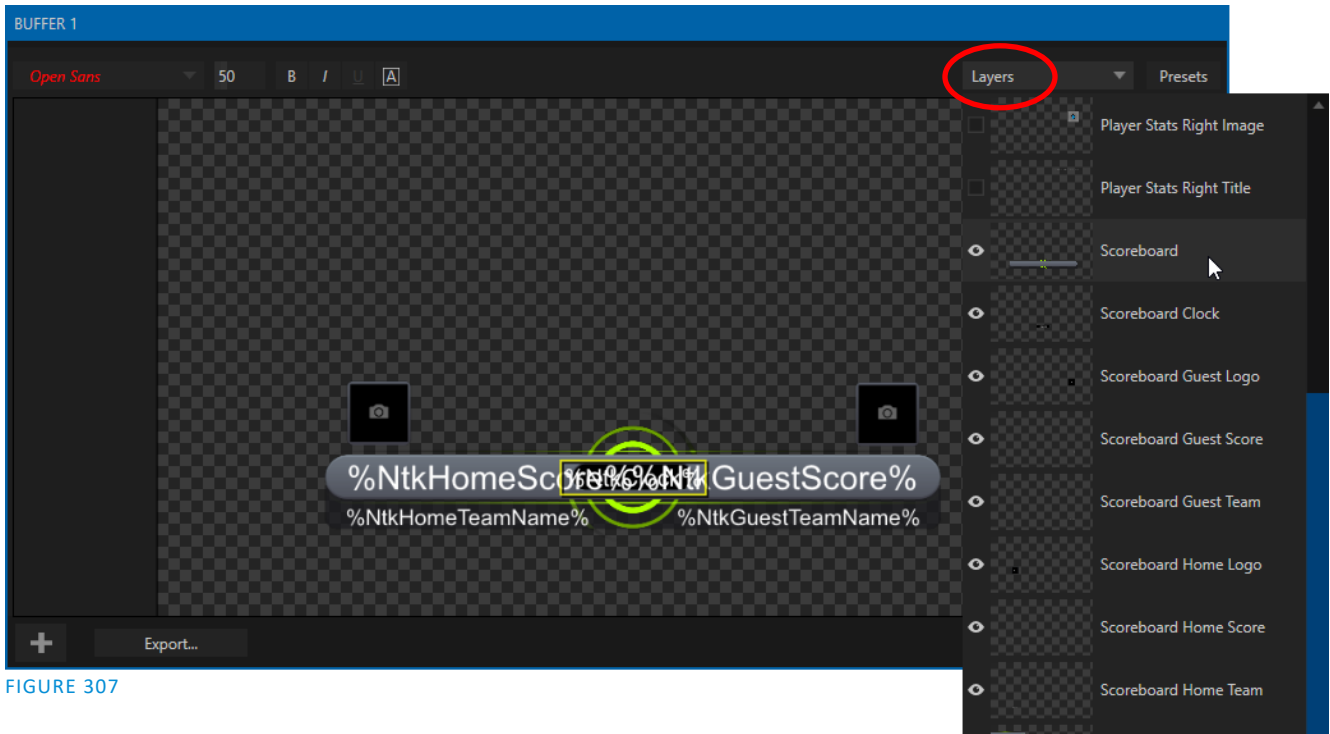 BUFFER 1
Open Sans 50 B I U A Layers Presets
Player Stats Right Image
Player Stats Right Title
Scoreboard
Scoreboard Clock
Scoreboard Guest Logo
Scoreboard Guest Score
%NtkHomeSco %NtkGuestScore%
Scoreboard Guest Team
%NtkHomeTeamName% %NtkGuestTeamName%
Scoreboard Home Logo
Scoreboard Home Score
Export...
Scoreboard Home Team
FIGURE 307